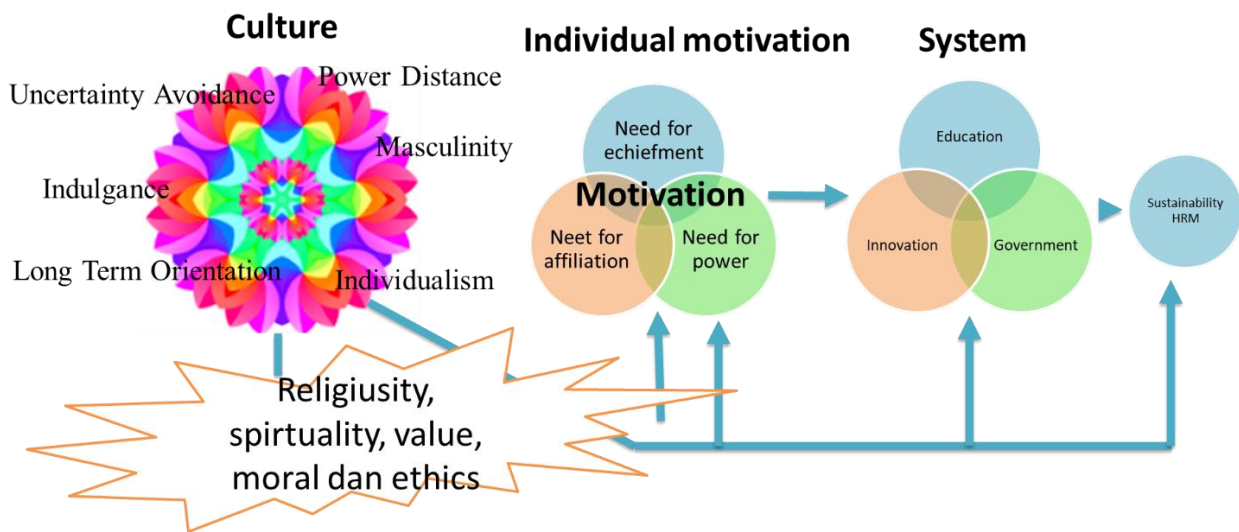 Culture
Power Distance
Uncertainty Avoidance
Masculinity
Indulgance
Long Term Orientation
Individualism
Religiusity,
spirtuality, value,
moral dan ethics
Individual motivation
Need for
echiefment
Motivation
Neet for
affiliation
Need for
power
System
Education
Innovation
Government
Sustainability
HRM